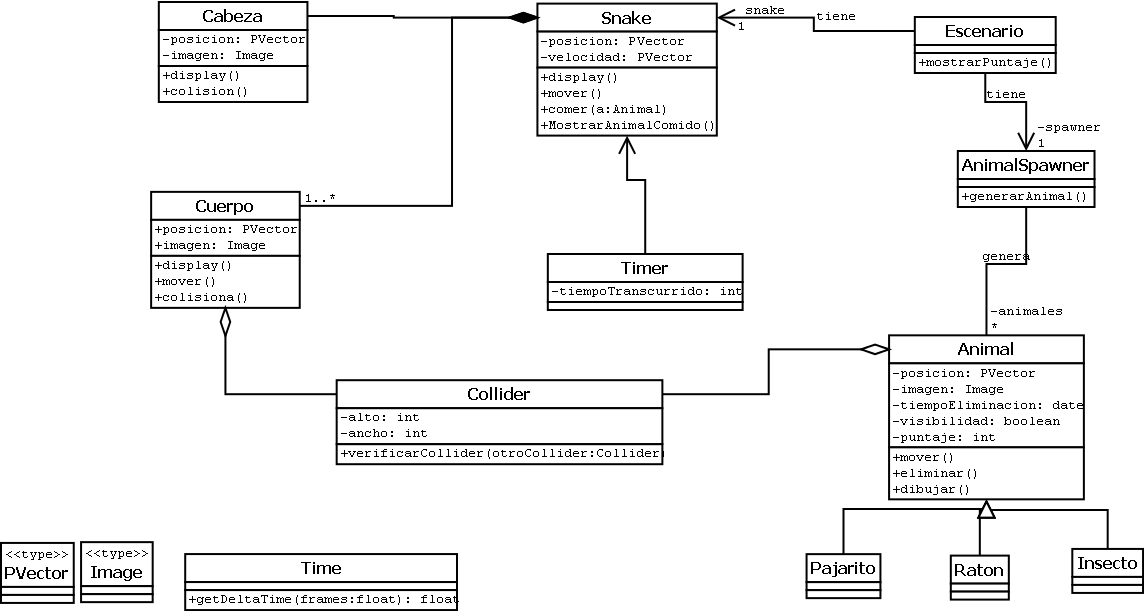 Cabeza
-posicion: PVector
-imagen: Image
+display()
+colision()
Snake
-posicion: PVector
-velocidad: PVector
+display()
+mover()
+comer(a:Animal)
+MostrarAnimalComido()
snake
1
tiene
Escenario
+mostrarPuntaje()
tiene
-spawner
1
AnimalSpawner
+generarAnimal()
Cuerpo
+posicion: PVector
+imagen: Image
+display()
+mover()
+colisiona()
1..*
Timer
-tiempoTranscurrido: int
genera
-animales
*
Animal
-posicion: PVector
-imagen: Image
-tiempoEliminacion: date
-visibilidad: boolean
-puntaje: int
+mover()
+eliminar()
+dibujar()
Collider
-alto: int
-ancho: int
+verificarCollider(otroCollider:Collider)
<<type>>
PVector
<<type>>
Image
Time
+getDeltaTime(frames:float): float
Pajarito
Raton
Insecto